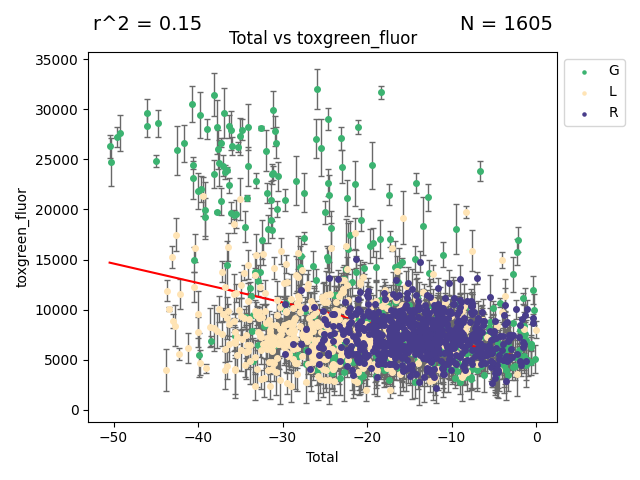 r^2 = 0.15 N = 1605
Total vs toxgreen_fluor
35000
30000
25000
20000
15000
10000
5000
0
toxgreen_fluor
−50 −40 −30 −20 −10 0
Total
G
L
R